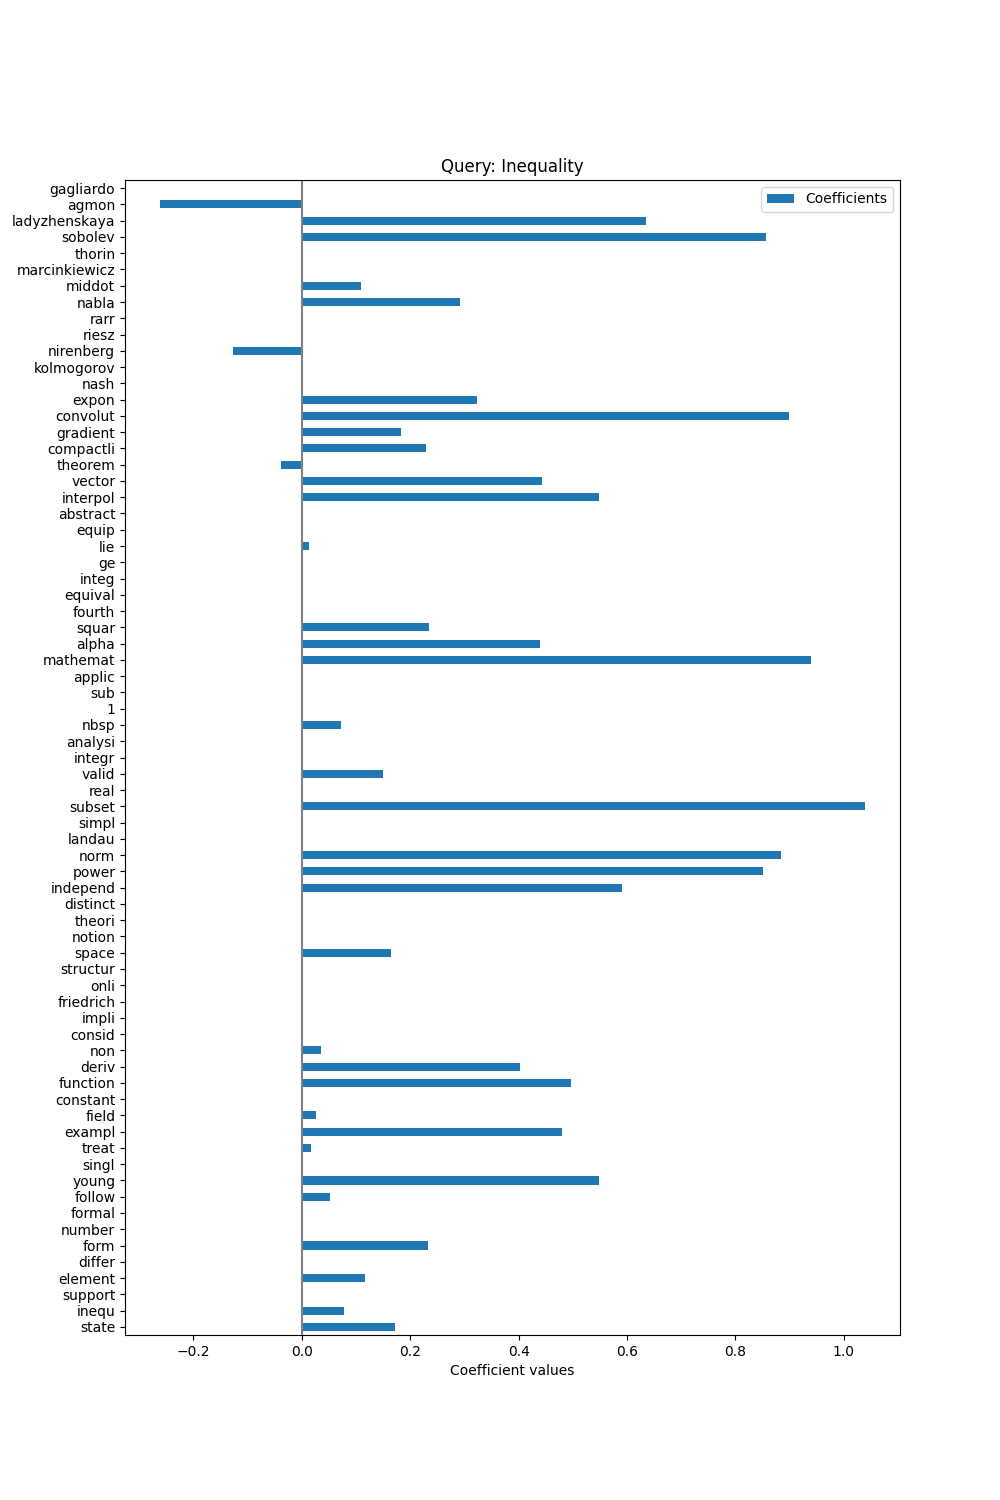 Query: Inequality
Coefficients
gagliardo
agmon
ladyzhenskaya
sobolev
thorin
marcinkiewicz
middot
nabla
rarr
riesz
nirenberg
kolmogorov
nash
expon
convolut
gradient
compactli
theorem
vector
interpol
abstract
equip
lie
ge
integ
equival
fourth
squar
alpha
mathemat
applic
sub
1
nbsp
analysi
integr
valid
real
subset
simpl
landau
norm
power
independ
distinct
theori
notion
space
structur
onli
friedrich
impli
consid
non
deriv
function
constant
field
exampl
treat
singl
young
follow
formal
number
form
differ
element
support
inequ
state
−0.2 0.0 0.2 0.4 0.6 0.8 1.0
Coefficient values